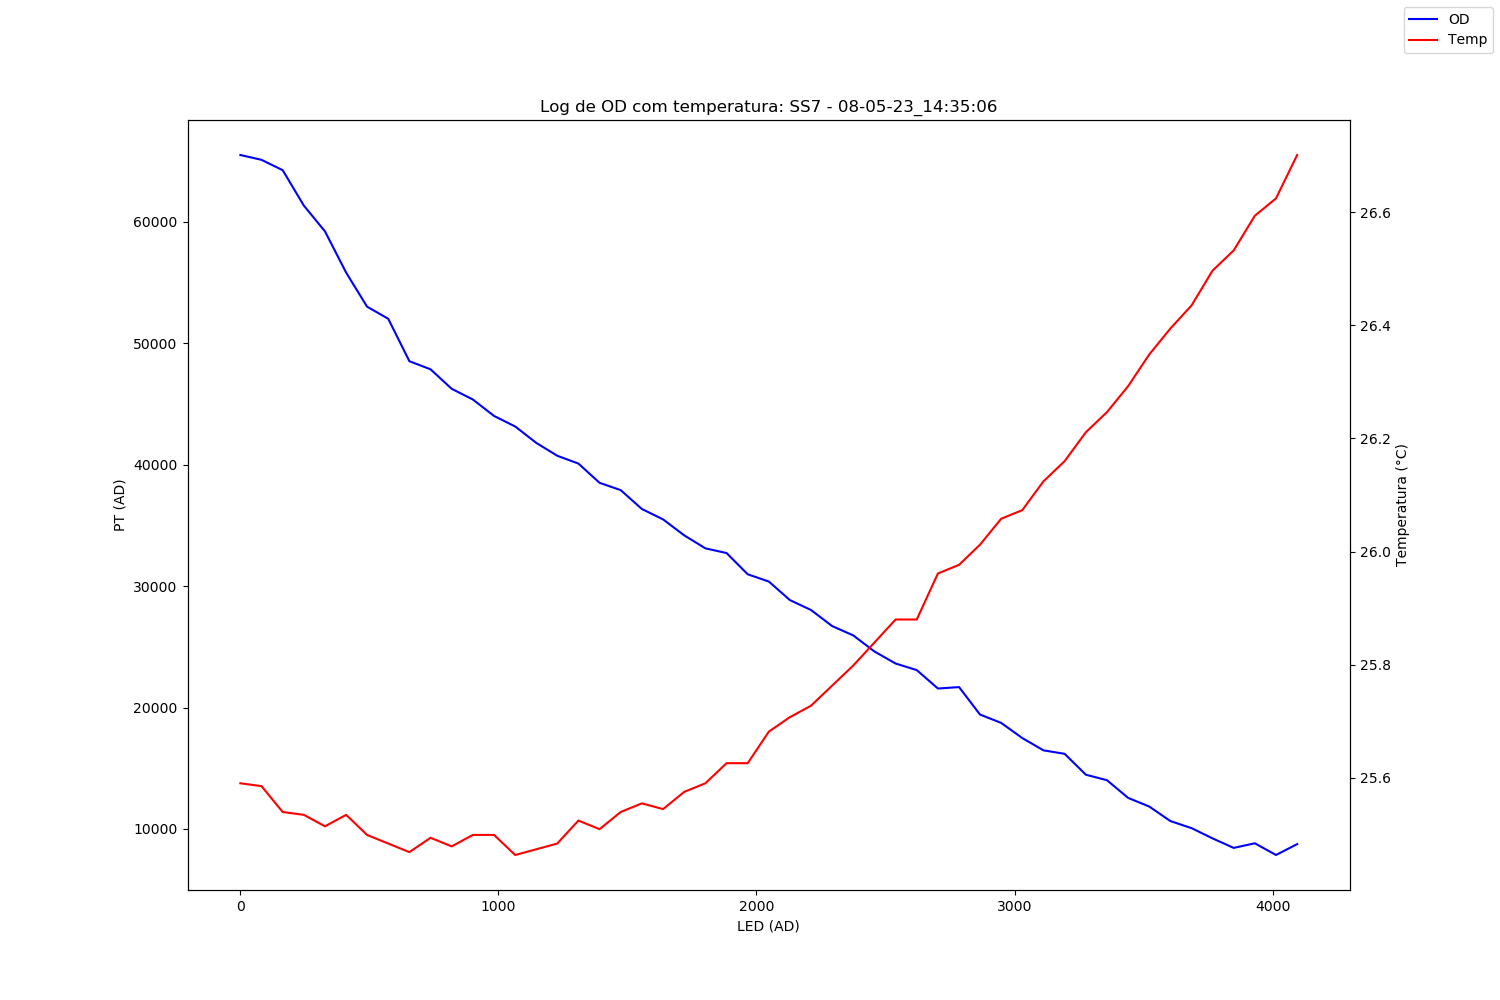 OD
Temp
Log de OD com temperatura: SS7 - 08-05-23_14:35:06
60000
50000
40000
30000
20000
10000
PT (AD)
26.6
26.4
26.2
26.0
25.8
25.6
Temperatura (°C)
0 1000 2000 3000 4000
LED (AD)